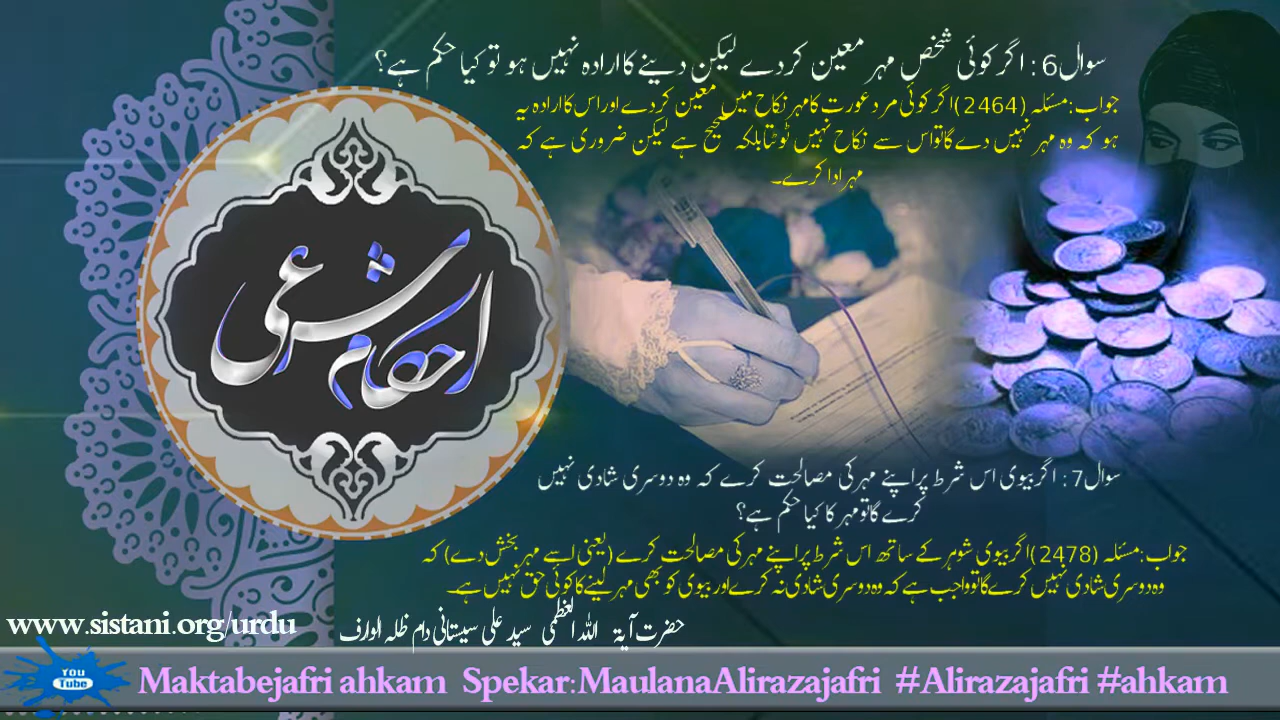 سوال6: اگر کوئی شخص مہر معین کردے لیکن دینے کا ارادہ نہیں ہو تو کیا حکم ہے؟
جواب: مسئلہ (2464) اگر کوئی مرد عورت کا مہر نکاح میں معین کردے اور اس کا ارادہ یہ
ہو کہ وہ مہر نہیں دے گا تو اس سے نکاح نہیں ٹوٹتا بلکہ صحیح ہے لیکن ضروری ہے کہ
مہر ادا کرے۔
احکام شرعی
سوال7: اگر بیوی اس شرط پر اپنے مہر کی مصالحت کرے کہ وہ دوسری شادی نہیں
کرے گا تو مہر کا کیا حکم ہے؟
جواب: مسئلہ (2478) اگر بیوی شوہر کے ساتھ اس شرط پر اپنے مہر کی مصالحت کرے (یعنی اسے مہر بخش دے) کہ
وہ دوسری شادی نہیں کرے گا تو واجب ہے کہ وہ دوسری شادی نہ کرے اور بیوی کو بھی مہر لینے کا کوئی حق نہیں ہے۔
حضرت آیۃ اللہ العظمی سید علی سیستانی دام ظلہ الوارف
www.sistani.org/urdu
You Tube
Maktabejafri ahkam Spekar:MaulanaAlirazajafri #Alirazajafri #ahkam